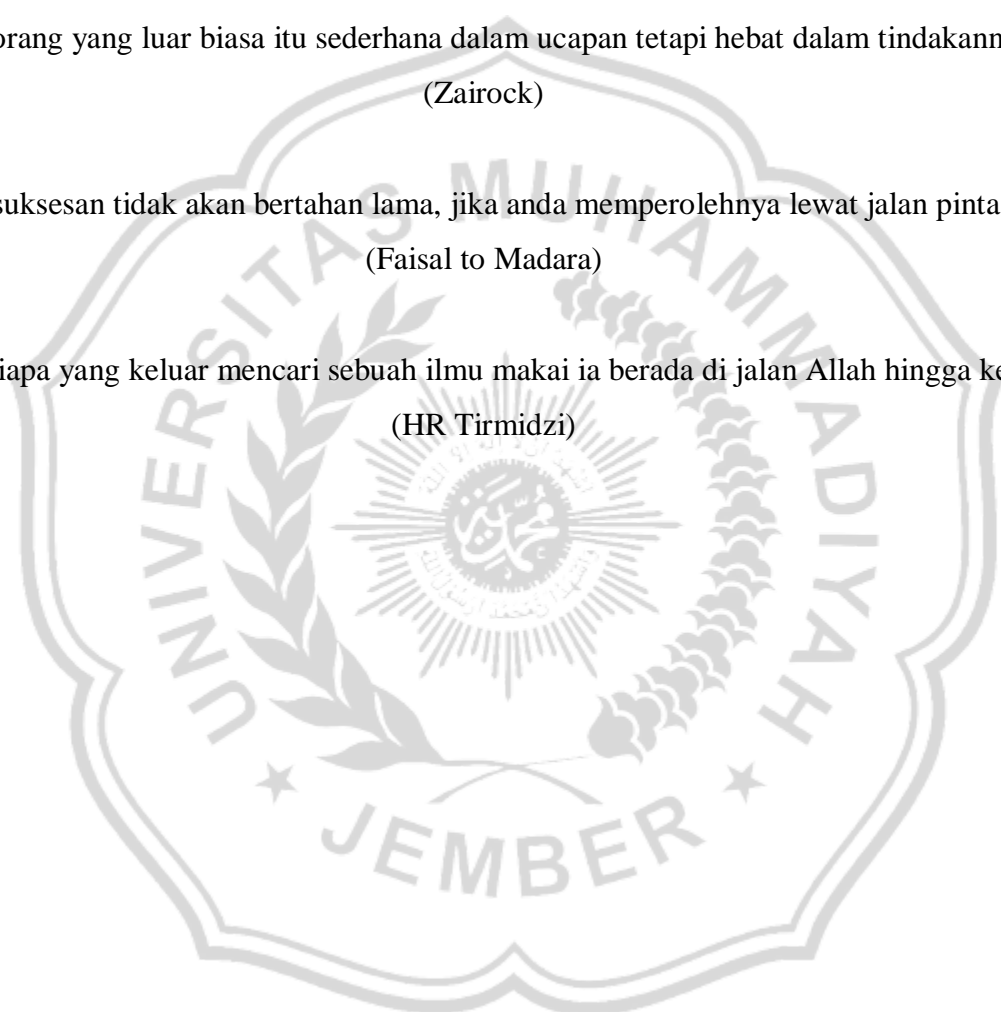 orang yang luar biasa itu sederhana dalam ucapan tetapi hebat dalam tindakann
(Zairock)
suksesan tidak akan bertahan lama, jika anda memperolehnya lewat jalan pinta
(Faisal to Madara)
iapa yang keluar mencari sebuah ilmu makai ia berada di jalan Allah hingga ke
(HR Tirmidzi)
UNIVERSITAS MUHAMMADIYAH
JEMBER